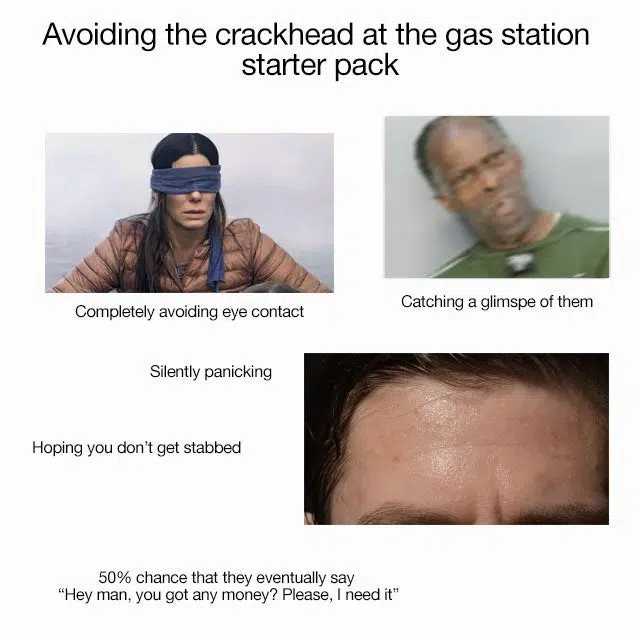 Avoiding the crackhead at the gas station
starter pack
Completely avoiding eye contact
Catching a glimspe of them
Silently panicking
Hoping you don’t get stabbed
50% chance that they eventually say
“Hey man, you got any money? Please, I need it”